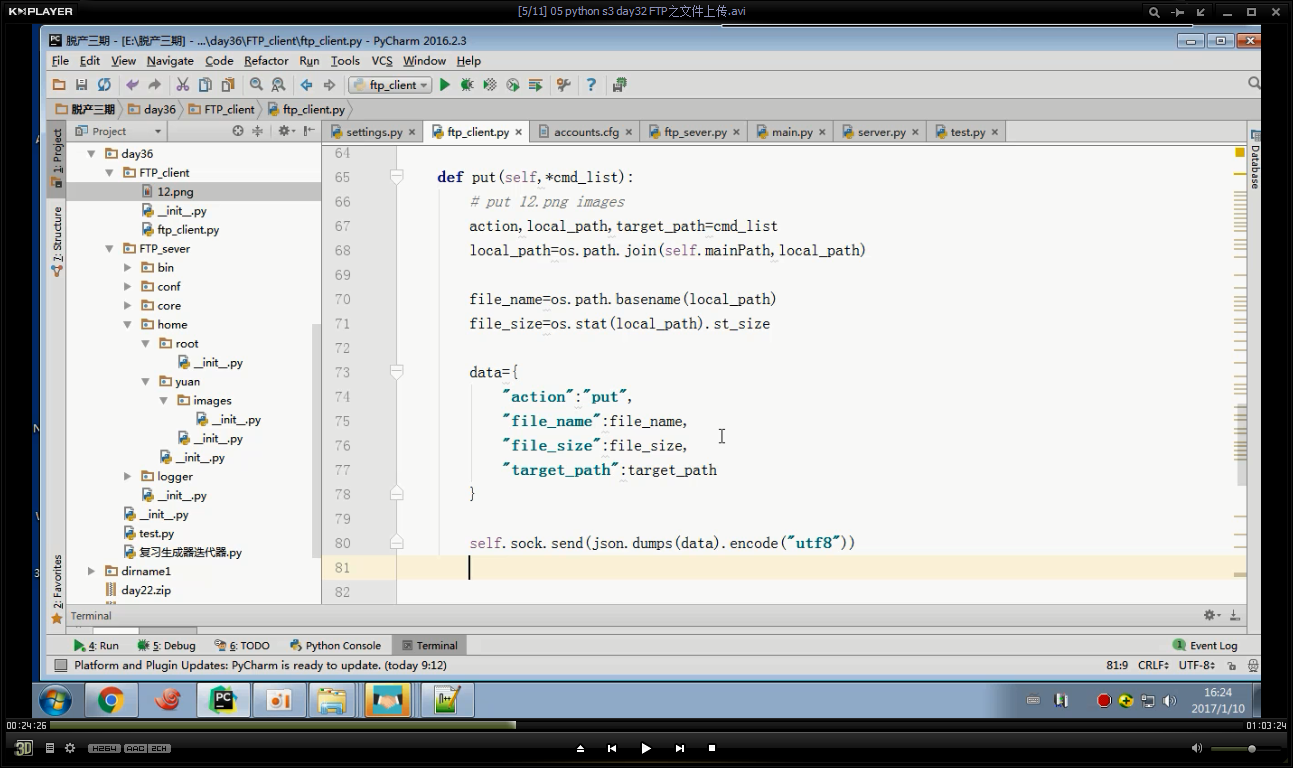 KMPLAYER
[5/11] 05 python s3 day32 FTP之文件上传.avi
脱产三期 - [E:\脱产三期] - ...\day36\FTP_client\ftp_client.py - PyCharm 2016.2.3
File Edit View Navigate Code Refactor Run Tools VCS Window Help
ftp_client
脱产三期 day36 FTP_client ftp_client.py
Project
settings.py ftp_client.py accounts.cfg ftp_sever.py main.py server.py test.py
1: Project
7: Structure
2: Favorites
Database
day36
FTP_client
12.png
__init__.py
ftp_client.py
FTP_sever
bin
conf
core
home
root
__init__.py
yuan
images
__init__.py
__init__.py
__init__.py
logger
__init__.py
__init__.py
test.py
复习生成器迭代器.py
dirname1
day22.zip
64
65 def put(self,*cmd_list):
66 # put 12.png images
67 action,local_path,target_path=cmd_list
68 local_path=os.path.join(self.mainPath,local_path)
69
70 file_name=os.path.basename(local_path)
71 file_size=os.stat(local_path).st_size
72
73 data={
74 "action":"put",
75 "file_name":file_name,
76 "file_size":file_size,
77 "target_path":target_path
78 }
79
80 self.sock.send(json.dumps(data).encode("utf8"))
81
82
Terminal
4: Run 5: Debug 6: TODO Python Console Terminal 1 Event Log
Platform and Plugin Updates: PyCharm is ready to update. (today 9:12) 81:9 CRLF UTF-8
PC
16:24
2017/1/10
00:24:26 01:03:24
3D H264 AAC 2CH